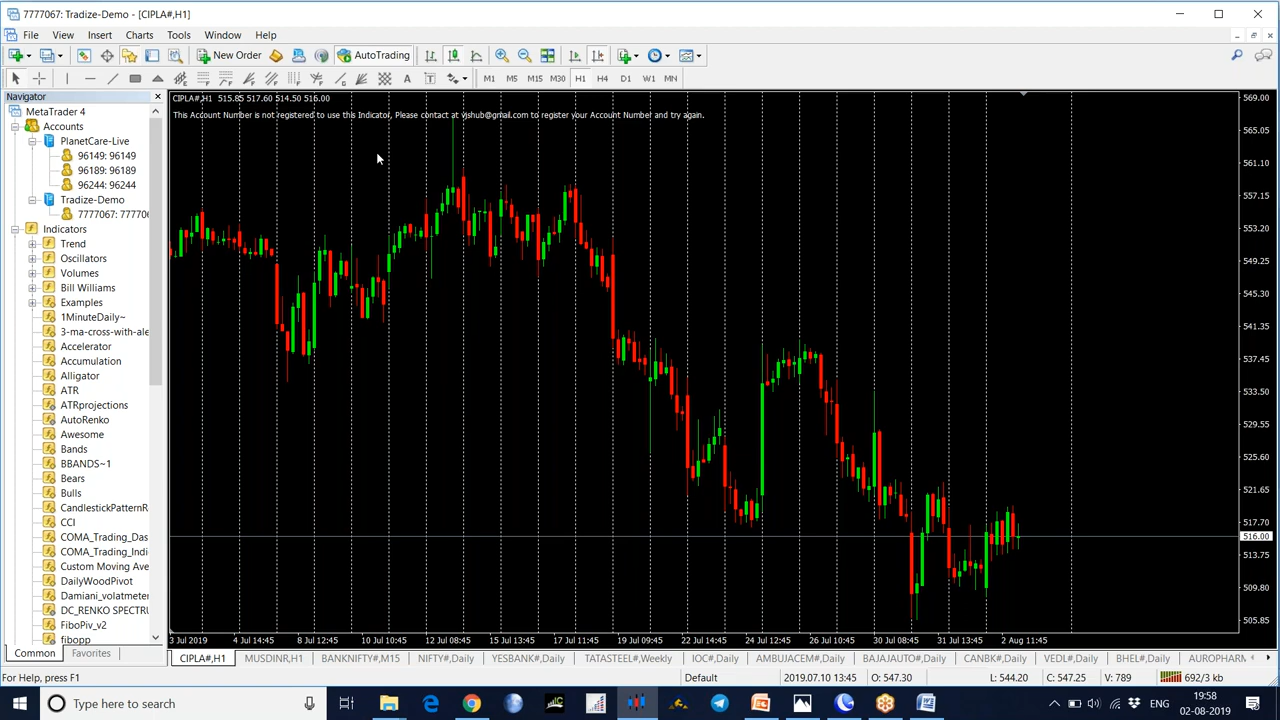 7777067: Tradize-Demo - [CIPLA#,H1]
File View Insert Charts Tools Window Help
New Order AutoTrading
A T M1 M5 M15 M30 H1 H4 D1 W1 MN
Navigator
MetaTrader 4
Accounts
PlanetCare-Live
96149: 96149
96189: 96189
96244: 96244
Tradize-Demo
7777067: 777706
Indicators
Trend
Oscillators
Volumes
Bill Williams
Examples
1MinuteDaily~
3-ma-cross-with-ale
Accelerator
Accumulation
Alligator
ATR
ATRprojections
AutoRenko
Awesome
Bands
BBANDS~1
Bears
Bulls
CandlestickPatternR
CCI
COMA_Trading_Das
COMA_Trading_Indi
Custom Moving Ave
DailyWoodPivot
Damiani_volatmeter
DC_RENKO SPECTRU
FiboPiv_v2
fibopp
Common Favorites
CIPLA#,H1 515.85 517.60 514.50 516.00
This Account Number is not registered to use this Indicator, Please contact at vjshub@gmail.com to register your Account Number and try again.
569.00
565.05
561.10
557.15
553.20
549.25
545.30
541.35
537.45
533.50
529.55
525.60
521.65
517.70
516.00
513.75
509.80
505.85
3 Jul 2019 4 Jul 14:45 8 Jul 12:45 10 Jul 10:45 12 Jul 08:45 15 Jul 13:45 17 Jul 11:45 19 Jul 09:45 22 Jul 14:45 24 Jul 12:45 26 Jul 10:45 30 Jul 08:45 31 Jul 13:45 2 Aug 11:45
CIPLA#,H1 MUSDINR,H1 BANKNIFTY#,M15 NIFTY#,Daily YESBANK#,Daily TATASTEEL#,Weekly IOC#,Daily AMBUJACEM#,Daily BAJAJAUTO#,Daily CANBK#,Daily VEDL#,Daily BHEL#,Daily AUROPHARM
For Help, press F1 Default 2019.07.10 13:45 O: 547.30 L: 544.20 C: 547.25 V: 789 692/3 kb
Type here to search ENG 19:58
02-08-2019